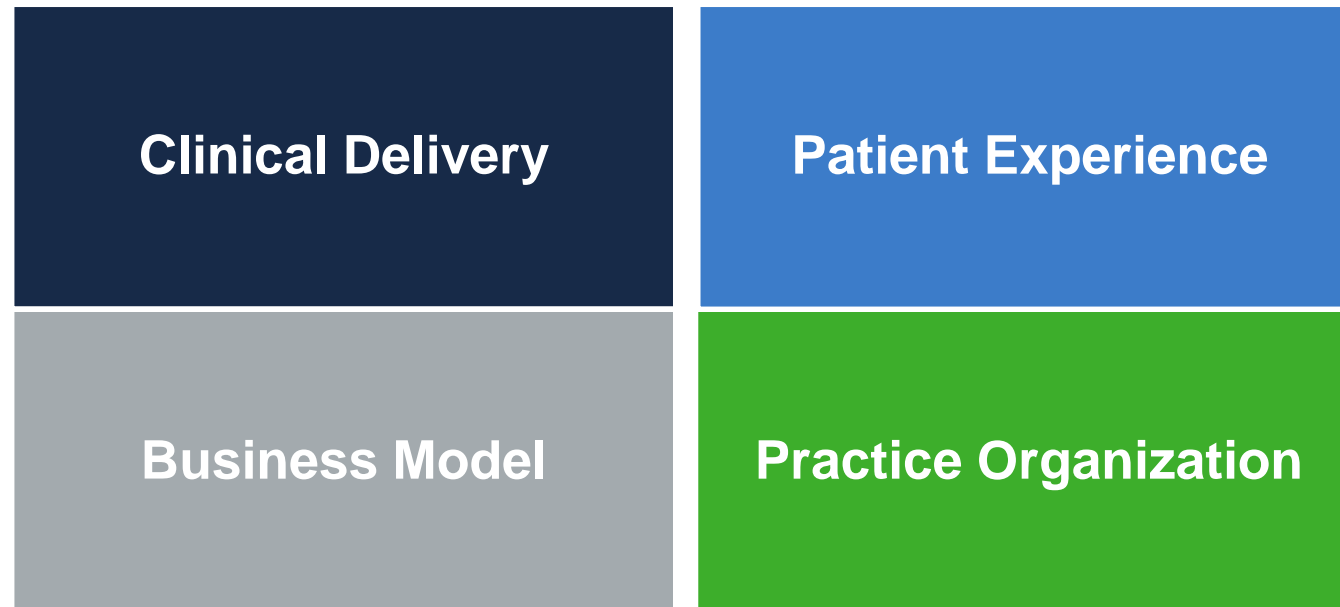 Clinical Delivery
Patient Experience
Business Model
Practice Organization